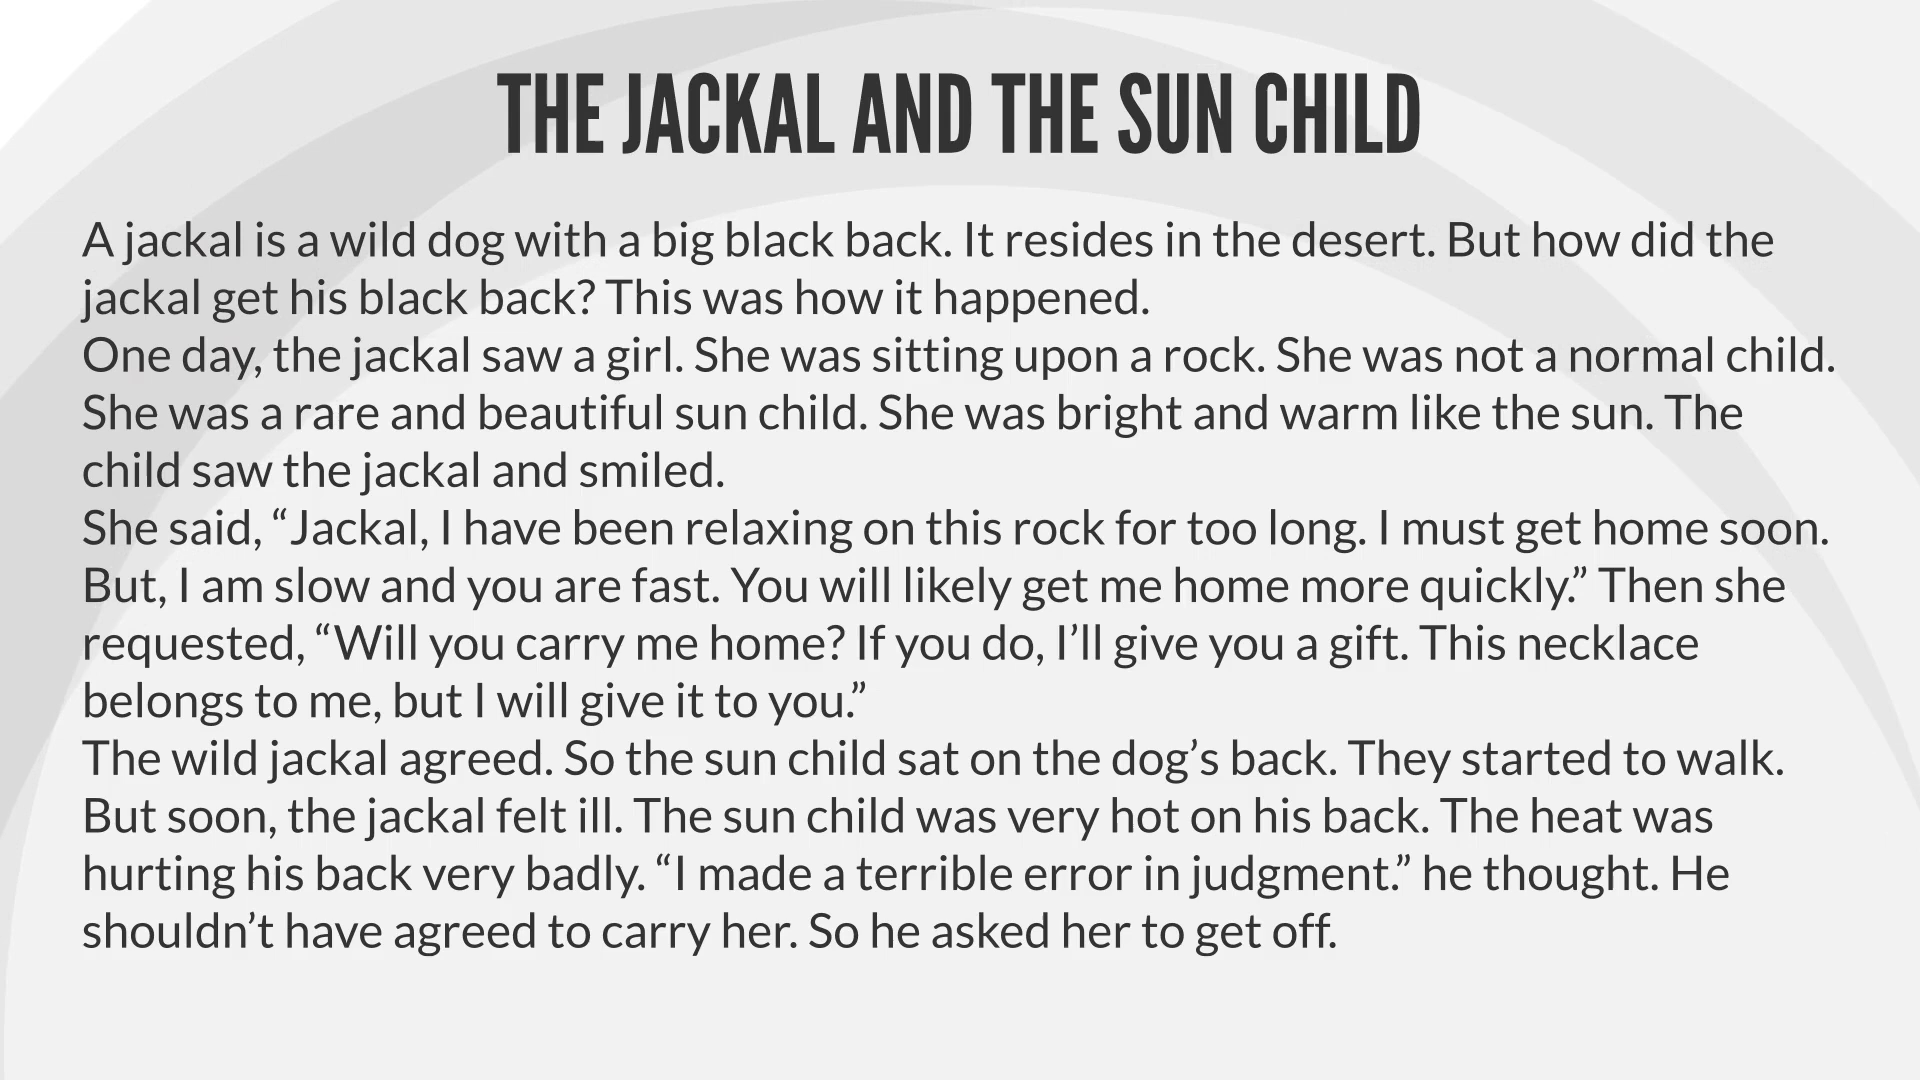 THE JACKAL AND THE SUN CHILD
A jackal is a wild dog with a big black back. It resides in the desert. But how did the
jackal get his black back? This was how it happened.
One day, the jackal saw a girl. She was sitting upon a rock. She was not a normal child.
She was a rare and beautiful sun child. She was bright and warm like the sun. The
child saw the jackal and smiled.
She said, “Jackal, I have been relaxing on this rock for too long. I must get home soon.
But, I am slow and you are fast. You will likely get me home more quickly.” Then she
requested, “Will you carry me home? If you do, I’ll give you a gift. This necklace
belongs to me, but I will give it to you.”
The wild jackal agreed. So the sun child sat on the dog’s back. They started to walk.
But soon, the jackal felt ill. The sun child was very hot on his back. The heat was
hurting his back very badly. “I made a terrible error in judgment.” he thought. He
shouldn’t have agreed to carry her. So he asked her to get off.